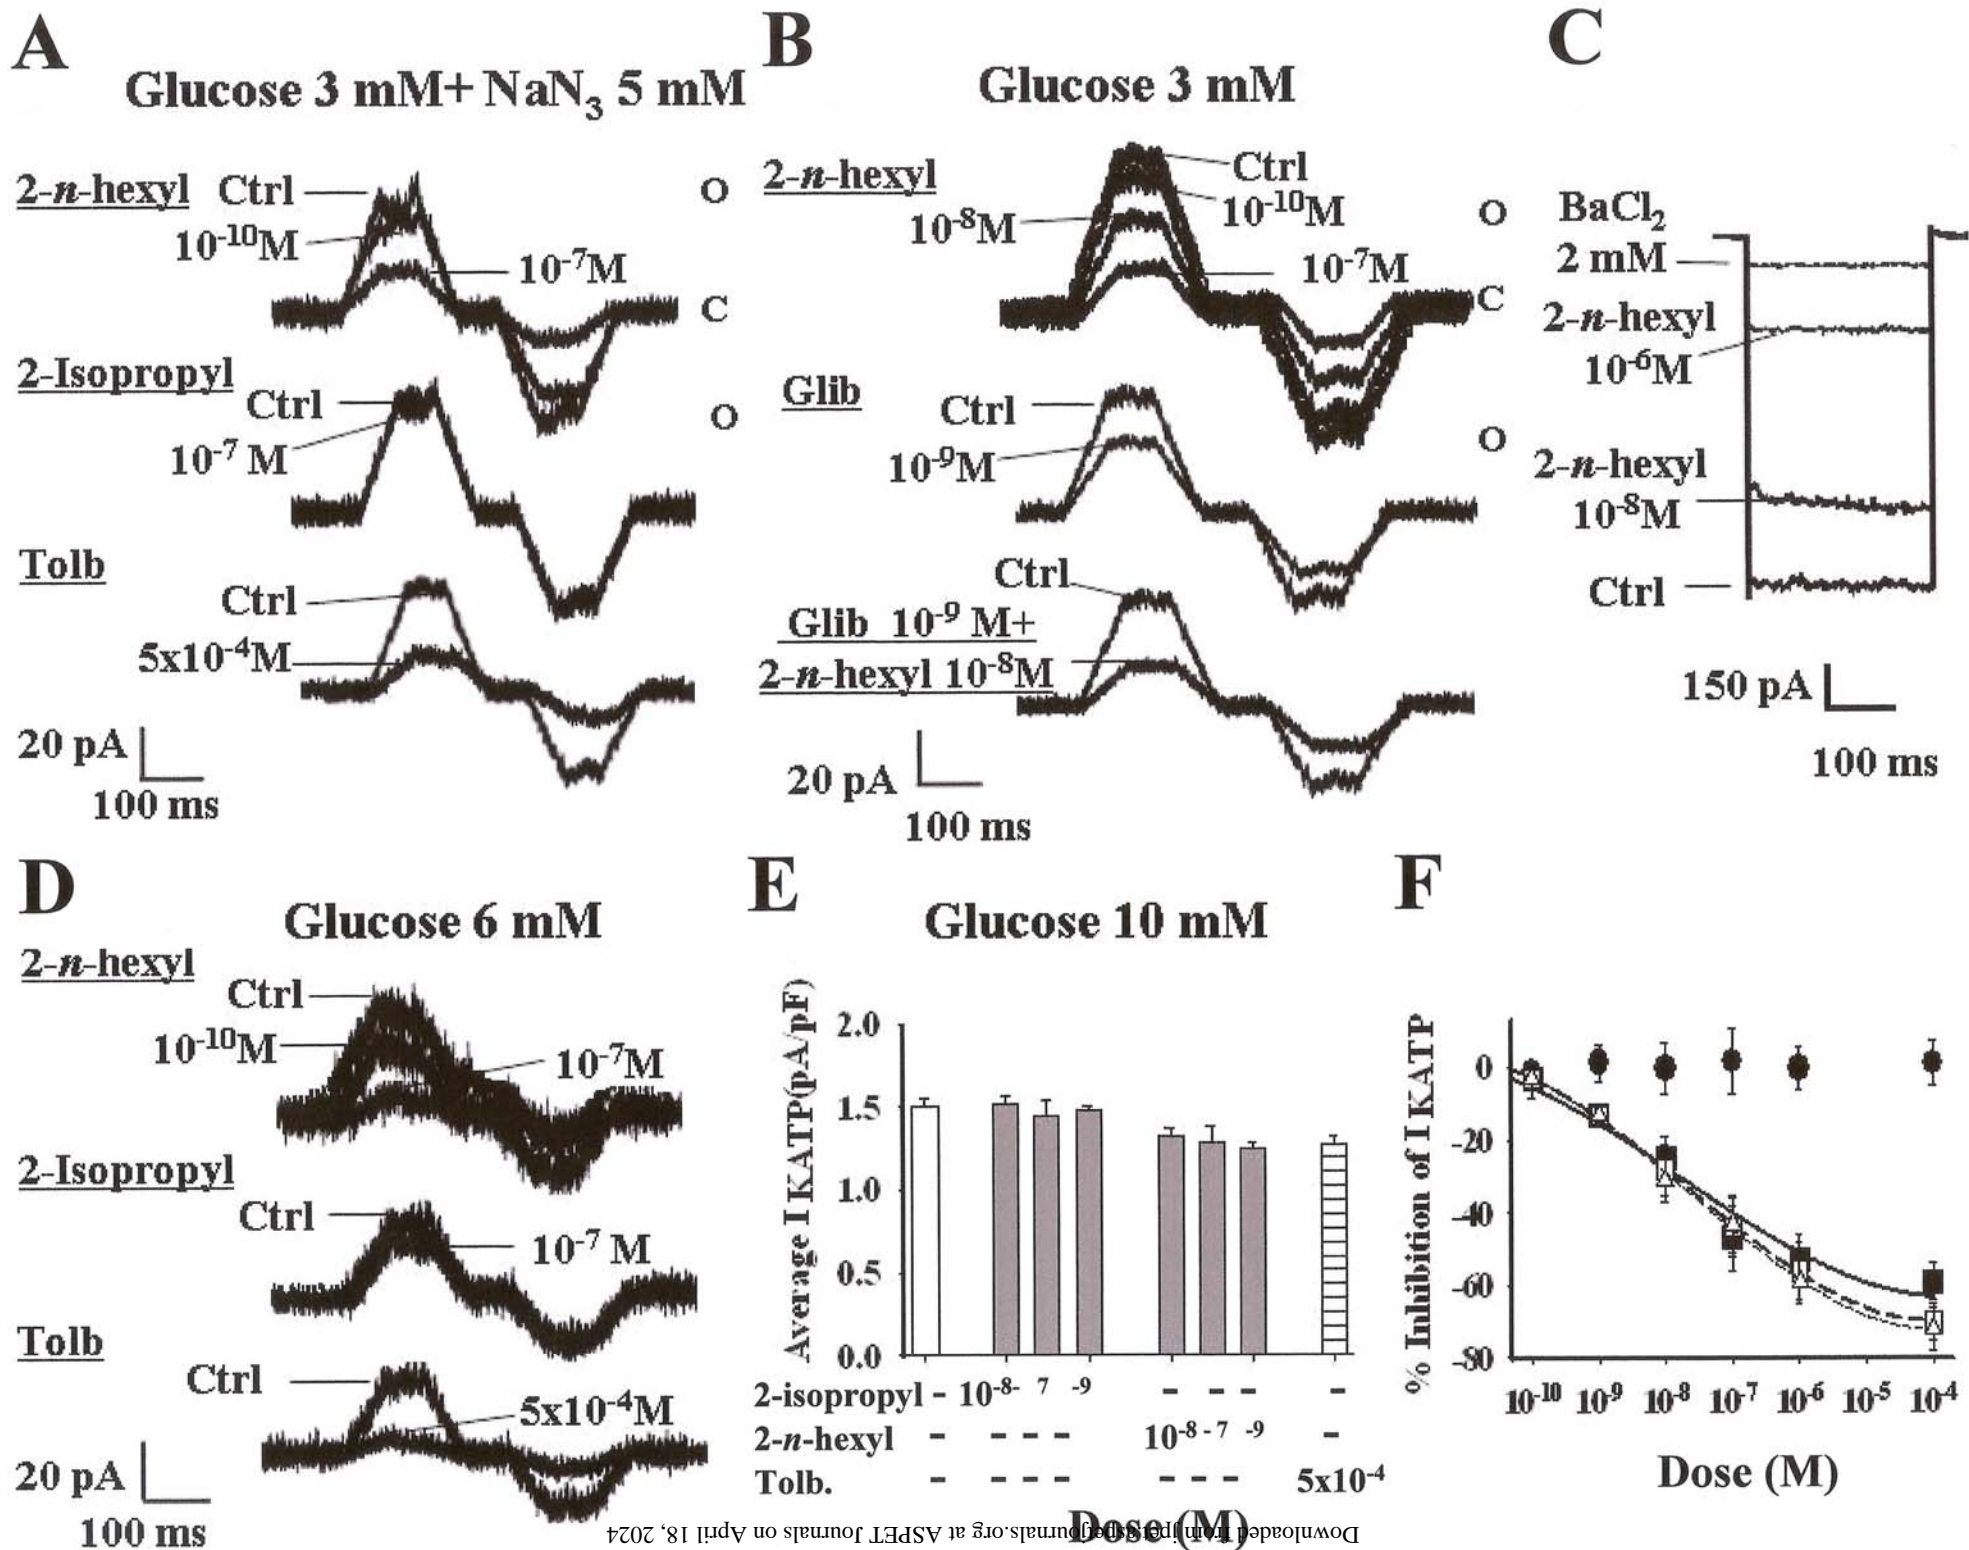 A
Glucose 3 mM+ NaN3 5 mM
2-n-hexyl
Ctrl
10-10M
10-7M
O
C
2-Isopropyl
Ctrl
10-7 M
O
Tolb
Ctrl
5x10-4M
20 pA
100 ms
B
Glucose 3 mM
2-n-hexyl
Ctrl
10-10M
10-8M
10-7M
O
C
Glib
Ctrl
10-9M
O
Ctrl
Glib 10-9 M+
2-n-hexyl 10-8M
20 pA
100 ms
C
BaCl2
2 mM
2-n-hexyl
10-6M
2-n-hexyl
10-8M
Ctrl
150 pA
100 ms
D
Glucose 6 mM
2-n-hexyl
Ctrl
10-10M
10-7M
2-Isopropyl
Ctrl
10-7 M
Tolb
Ctrl
5x10-4M
20 pA
100 ms
E
Glucose 10 mM
Average I KATP(pA/pF)
2.0
1.5
1.0
0.5
0.0
2-isopropyl - 10-8- 7 -9 - - - -
2-n-hexyl - - - - 10-8 - 7 -9 -
Tolb. - - - - - - - 5x10-4
Dose (M)
F
% Inhibition of I KATP
0
-20
-40
-60
-80
10-10 10-9 10-8 10-7 10-6 10-5 10-4
Dose (M)
Downloaded from jpet.aspetjournals.org at ASPET Journals on April 18, 2024